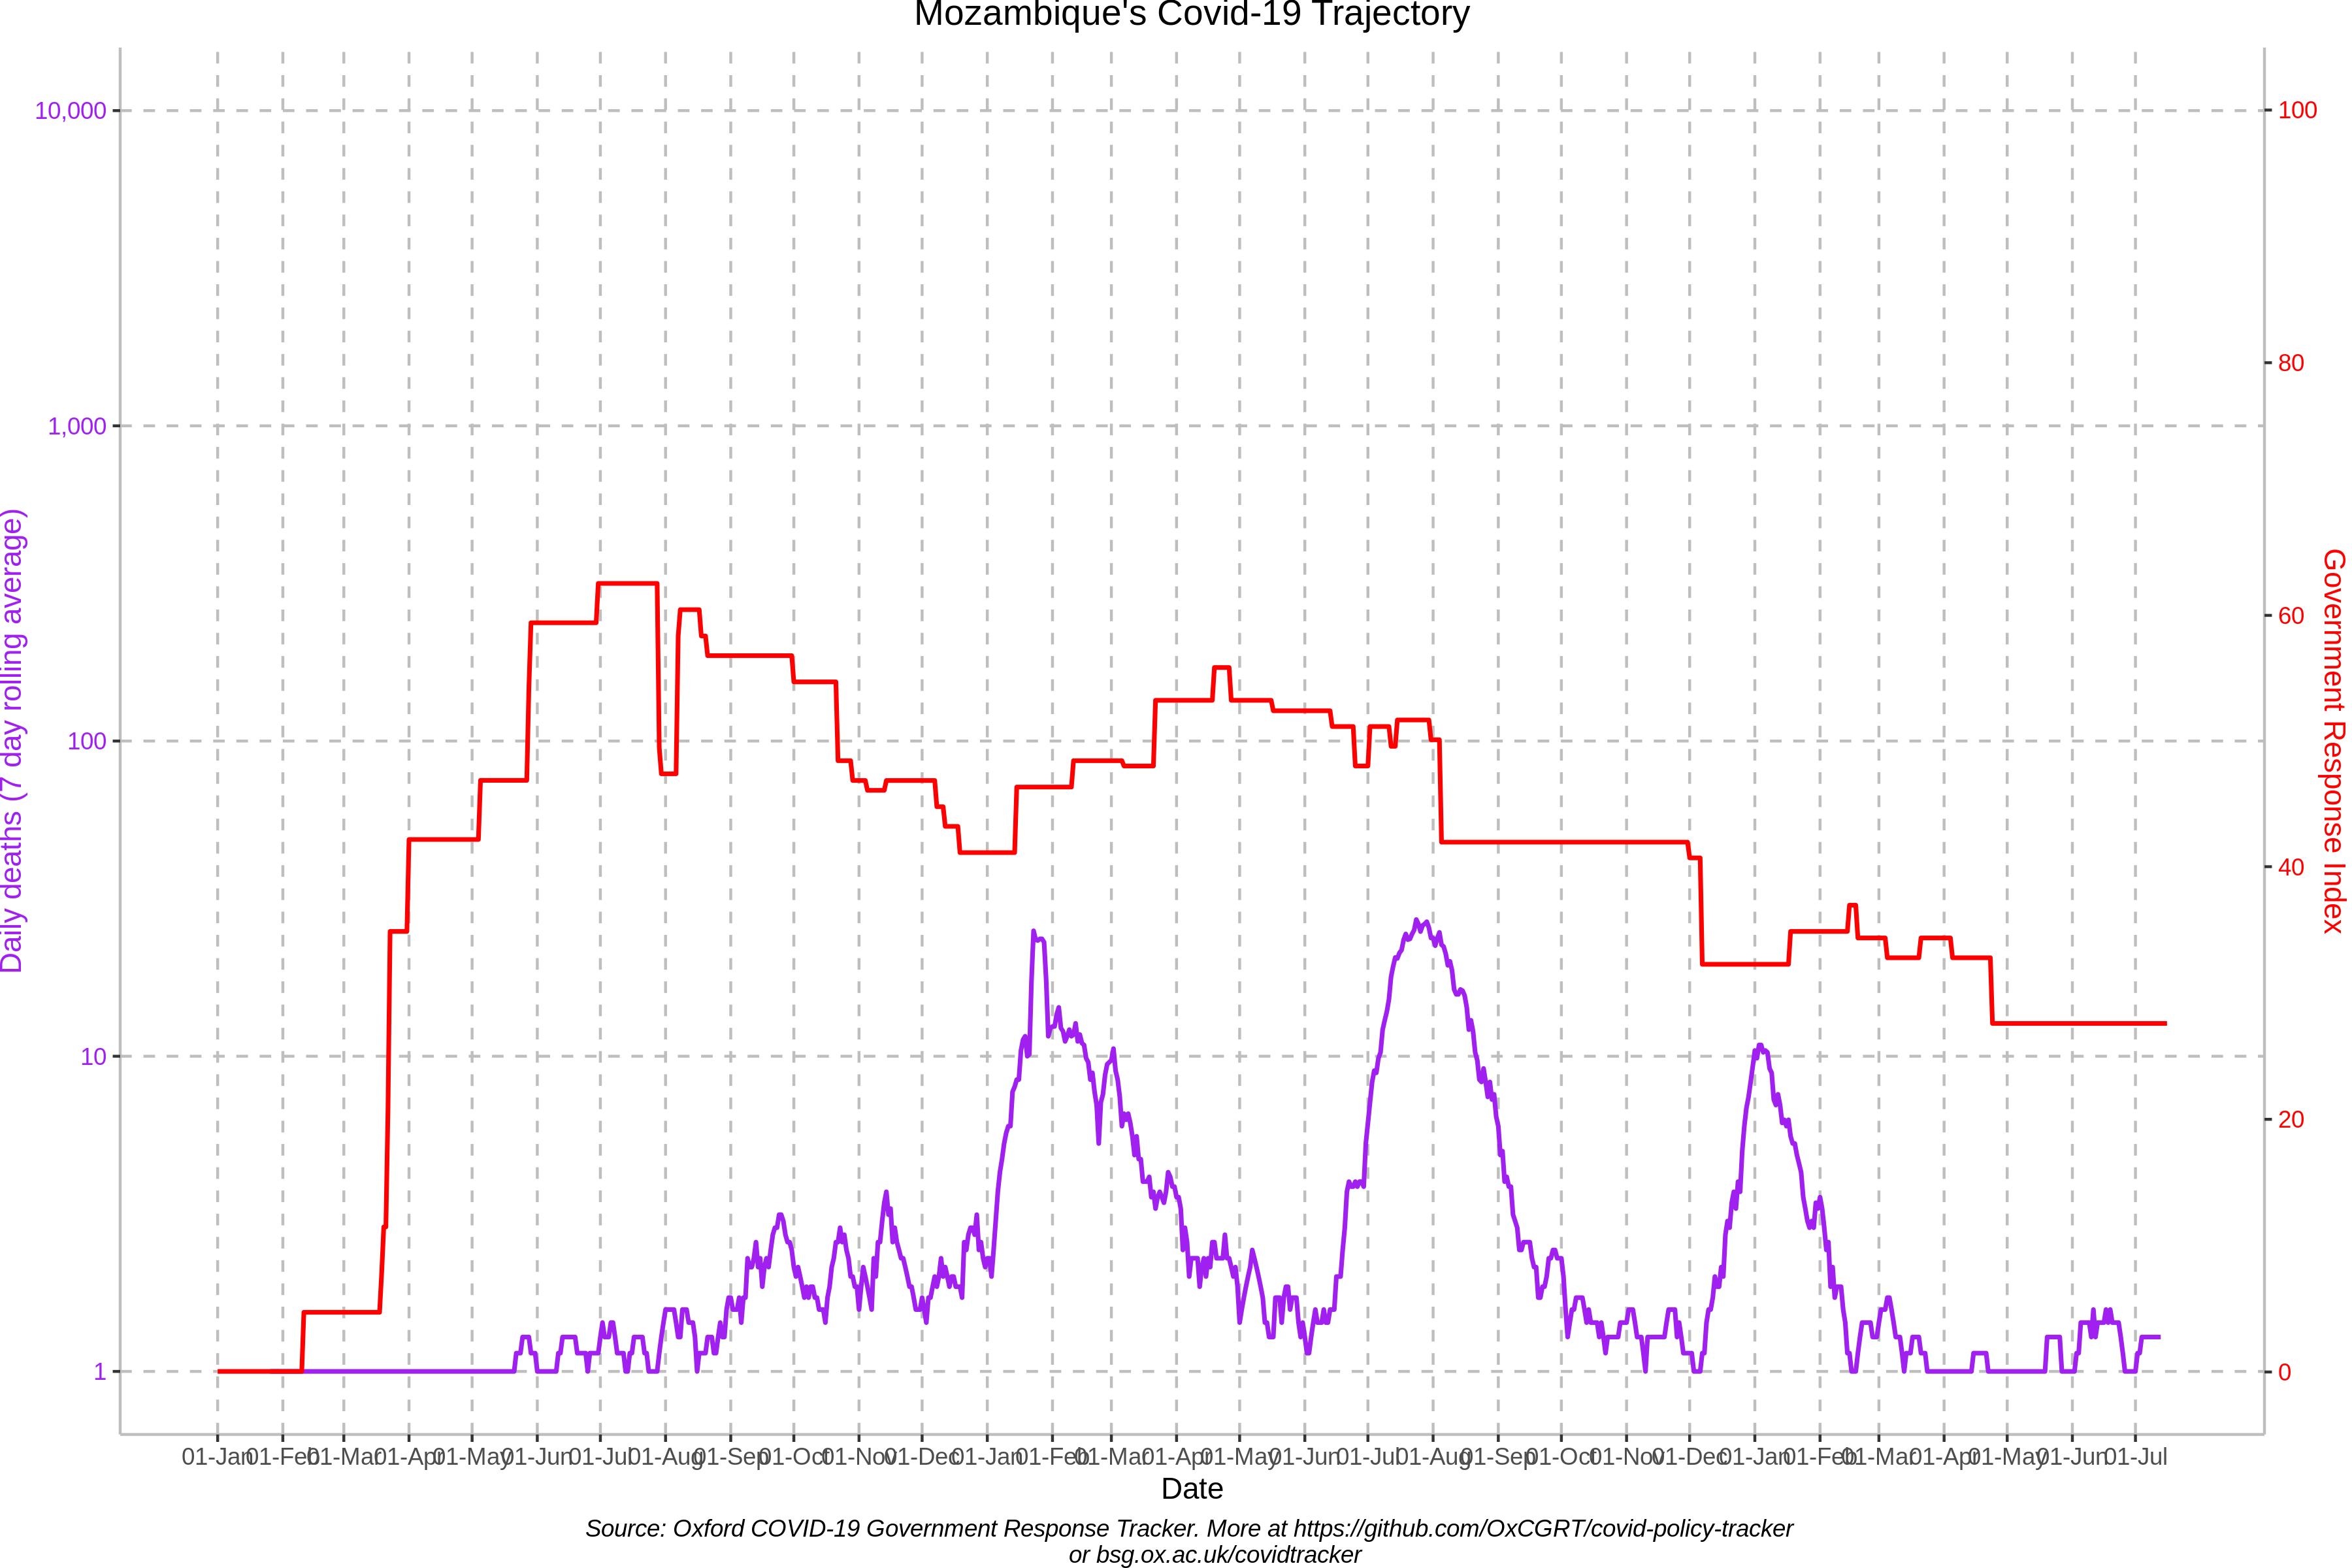 Mozambique's Covid-19 Trajectory
10,000
1,000
100
10
1
Daily deaths (7 day rolling average)
100
80
60
40
20
0
Government Response Index
01-Jan 01-Feb 01-Mar 01-Apr 01-May 01-Jun 01-Jul 01-Aug 01-Sep 01-Oct 01-Nov 01-Dec 01-Jan 01-Feb 01-Mar 01-Apr 01-May 01-Jun 01-Jul 01-Aug 01-Sep 01-Oct 01-Nov 01-Dec 01-Jan 01-Feb 01-Mar 01-Apr 01-May 01-Jun 01-Jul
Date
Source: Oxford COVID-19 Government Response Tracker. More at https://github.com/OxCGRT/covid-policy-tracker
or bsg.ox.ac.uk/covidtracker